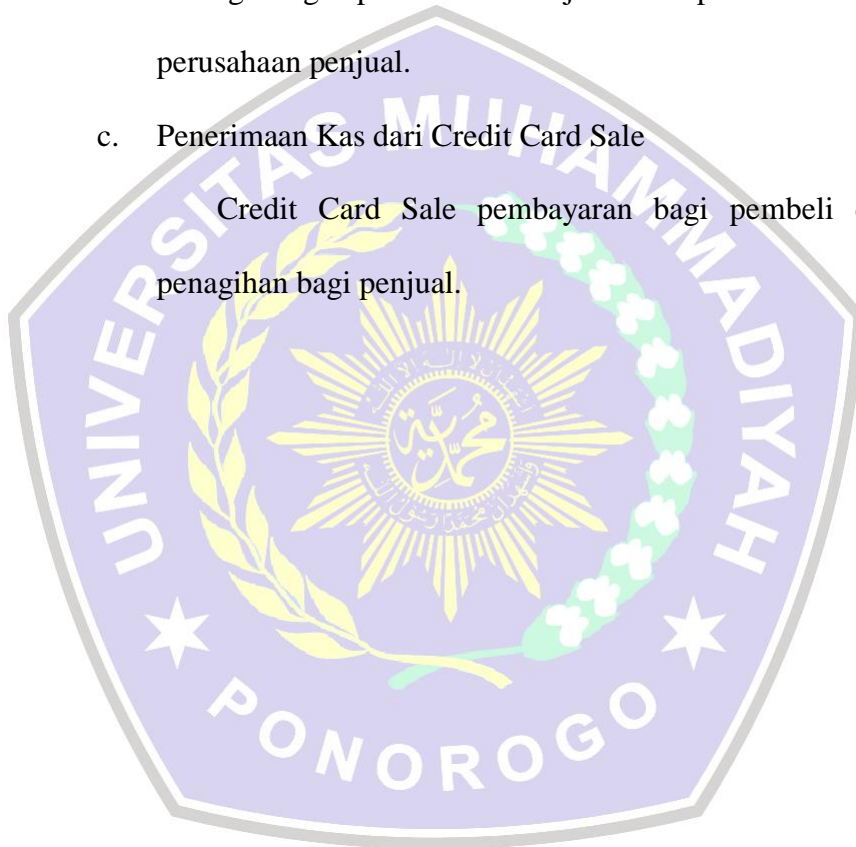 perusahaan penjual.
c. Penerimaan Kas dari Credit Card Sale
Credit Card Sale pembayaran bagi pembeli
penagihan bagi penjual.
UNIVERSITAS MUHAMMADIYAH
محمدية
PONOROGO